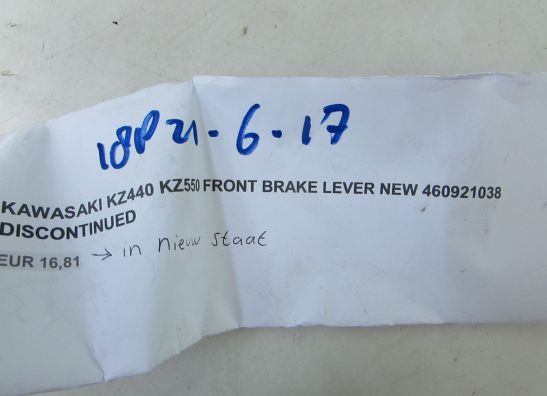 18P 21-6-17
KAWASAKI KZ440 KZ550 FRONT BRAKE LEVER NEW 460921038
DISCONTINUED
EUR 16,81 → in nieuw staat